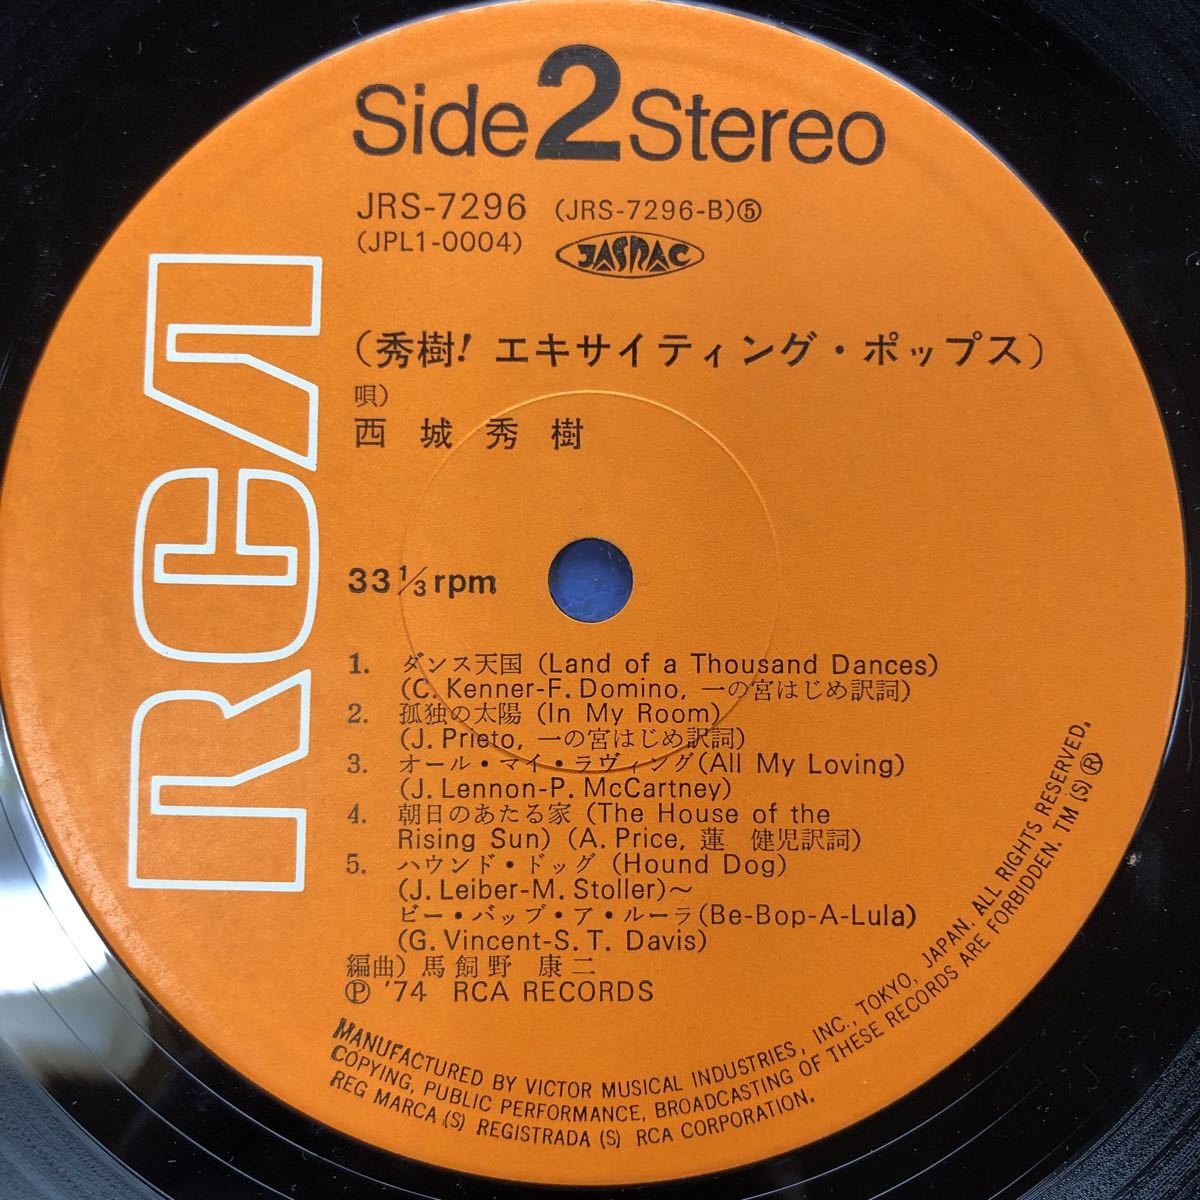 Side 2 Stereo
JRS-7296 (JRS-7296-B)⑤
(JPL1-0004) JASRAC
(秀樹! エキサイティング・ポップス)
唄)
西城秀樹
RCA
33 1/3 rpm
1. ダンス天国 (Land of a Thousand Dances)
(C. Kenner-F. Domino, 一の宮はじめ訳詞)
2. 孤独の太陽 (In My Room)
(J. Prieto, 一の宮はじめ訳詞)
3. オール・マイ・ラヴィング(All My Loving)
(J. Lennon-P. McCartney)
4. 朝日のあたる家 (The House of the
Rising Sun) (A. Price, 蓮 健児訳詞)
5. ハウンド・ドッグ (Hound Dog)
(J. Leiber-M. Stoller)～
ビー・バップ・ア・ルーラ(Be-Bop-A-Lula)
(G. Vincent-S. T. Davis)
編曲) 馬飼野 康二
Ⓟ '74 RCA RECORDS
MANUFACTURED BY VICTOR MUSICAL INDUSTRIES, INC., TOKYO, JAPAN. ALL RIGHTS RESERVED.
COPYING, PUBLIC PERFORMANCE, BROADCASTING OF THESE RECORDS ARE FORBIDDEN. TM (S) ®
REG MARCA (S) REGISTRADA (S) RCA CORPORATION.